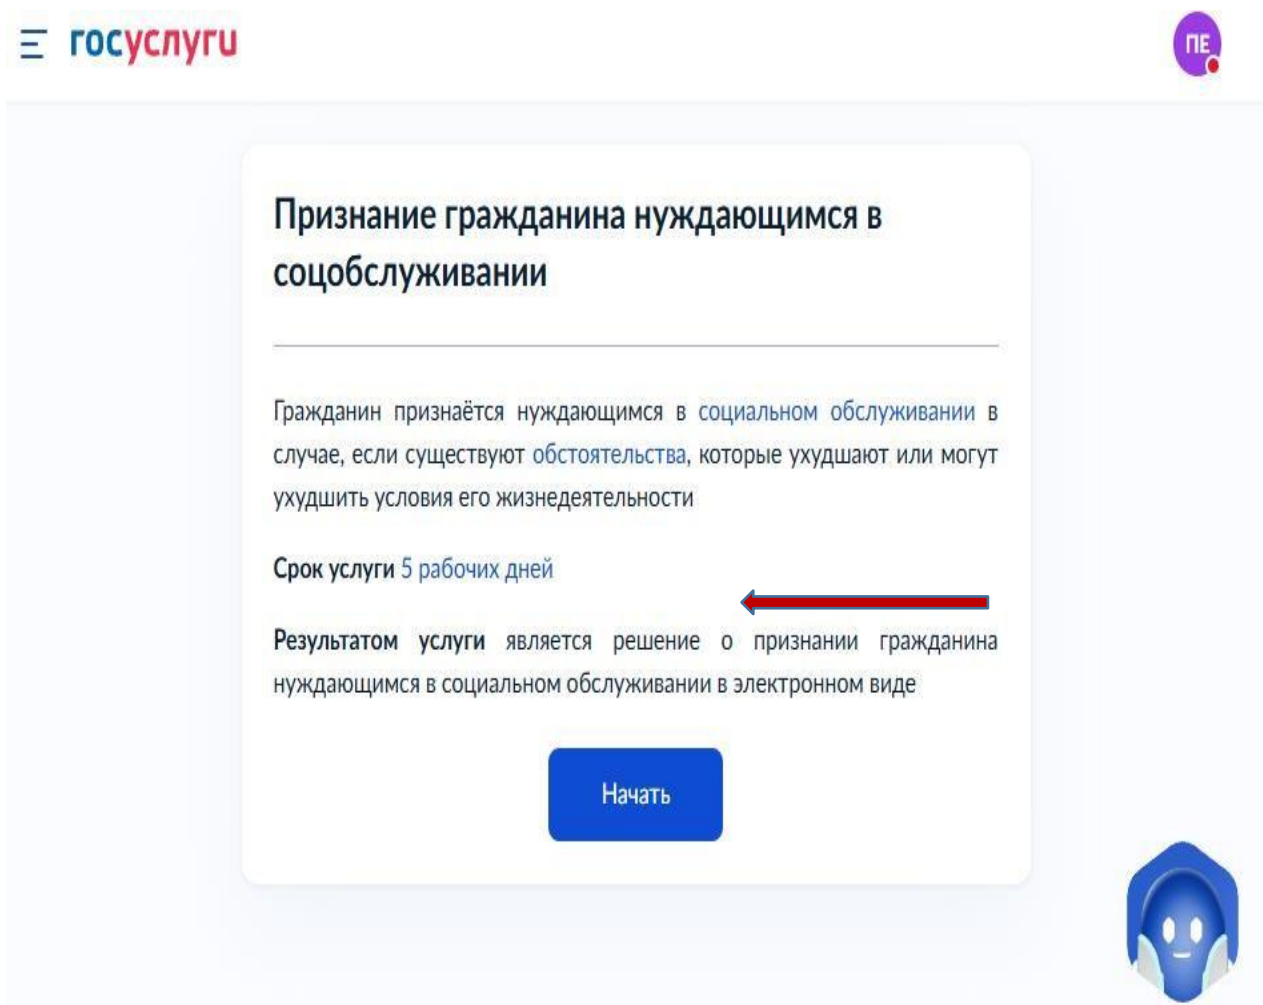 госуслуги
ПЕ
Признание гражданина нуждающимся в
соцобслуживании
Гражданин признаётся нуждающимся в социальном обслуживании в
случае, если существуют обстоятельства, которые ухудшают или могут
ухудшить условия его жизнедеятельности
Срок услуги 5 рабочих дней
Результатом услуги является решение о признании гражданина
нуждающимся в социальном обслуживании в электронном виде
Начать